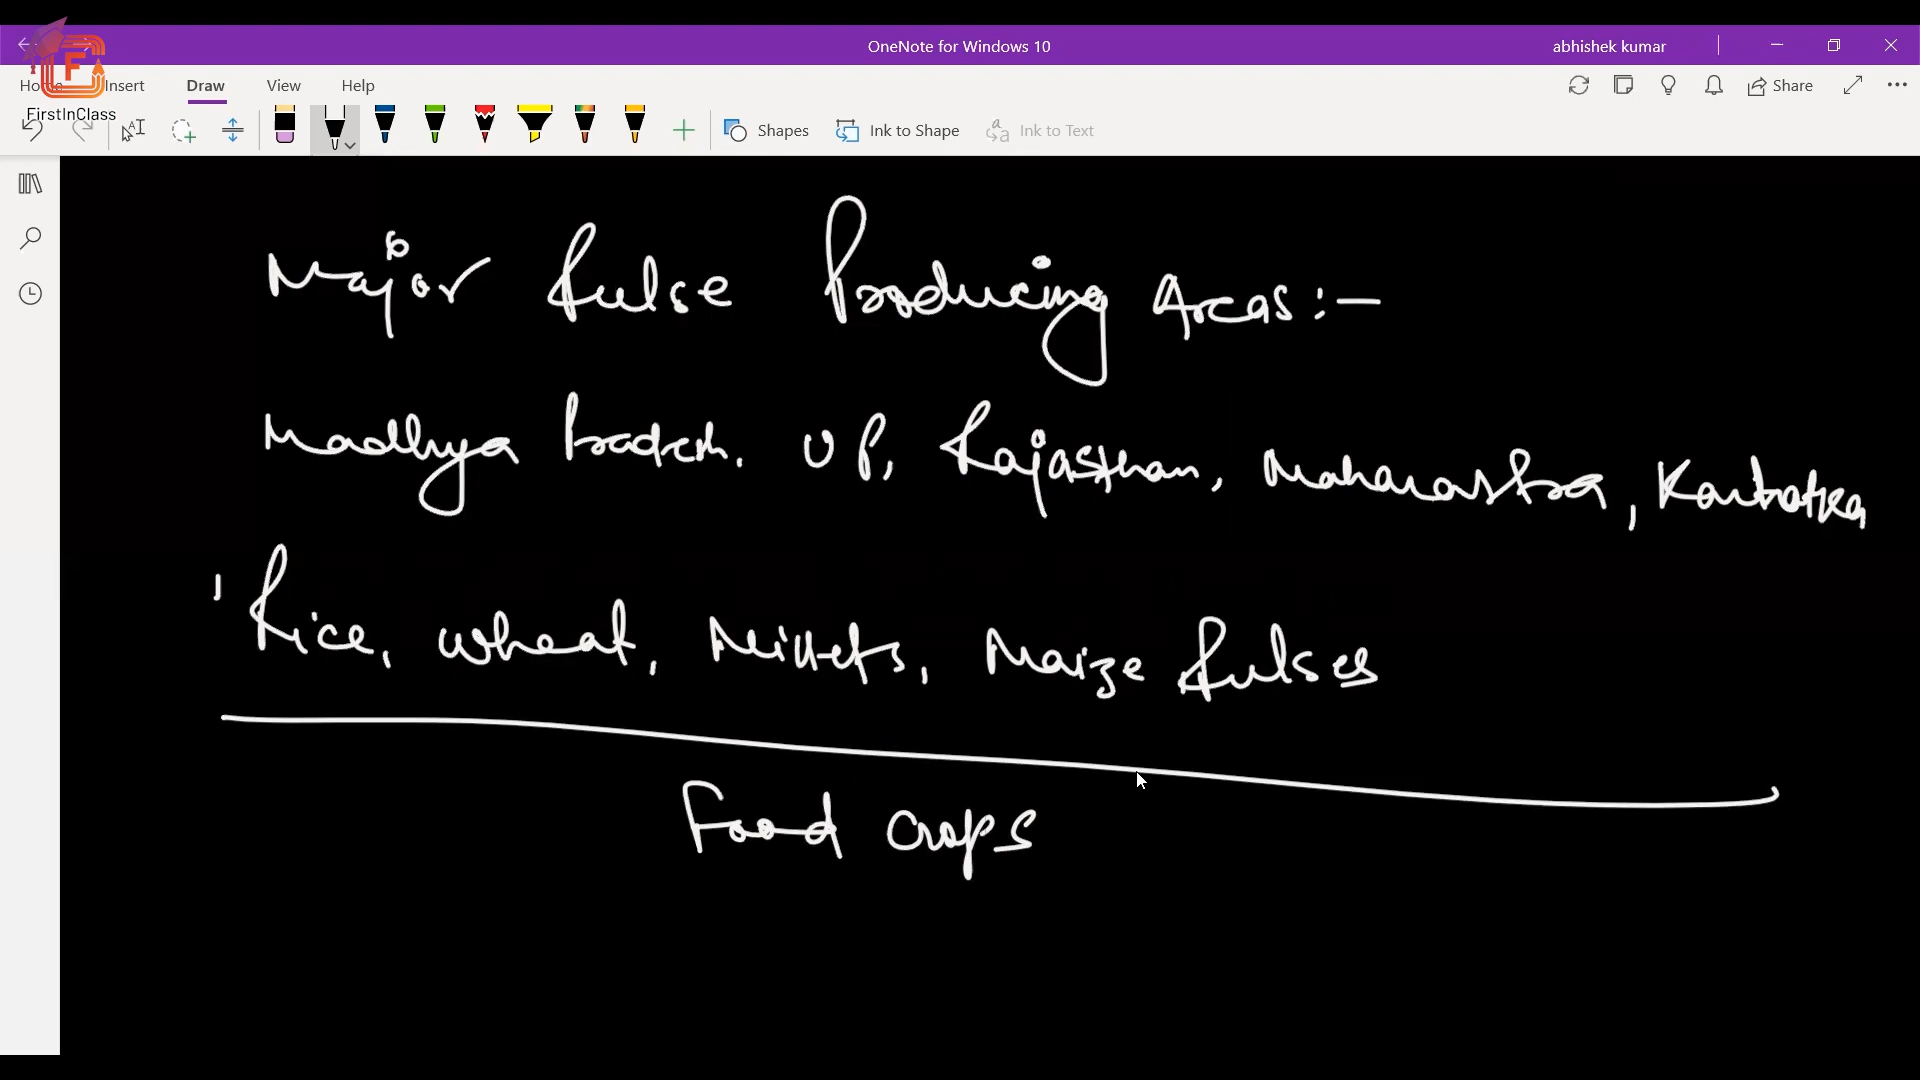 OneNote for Windows 10
abhishek kumar
Home Insert Draw View Help
Share
FirstInClass
Shapes Ink to Shape Ink to Text
Major Pulse Producing Areas:-
Madhya Pradesh. UP, Rajasthan, Maharastra, Karnataka
Rice, Wheat, Millets, Maize Pulses
Food Crops